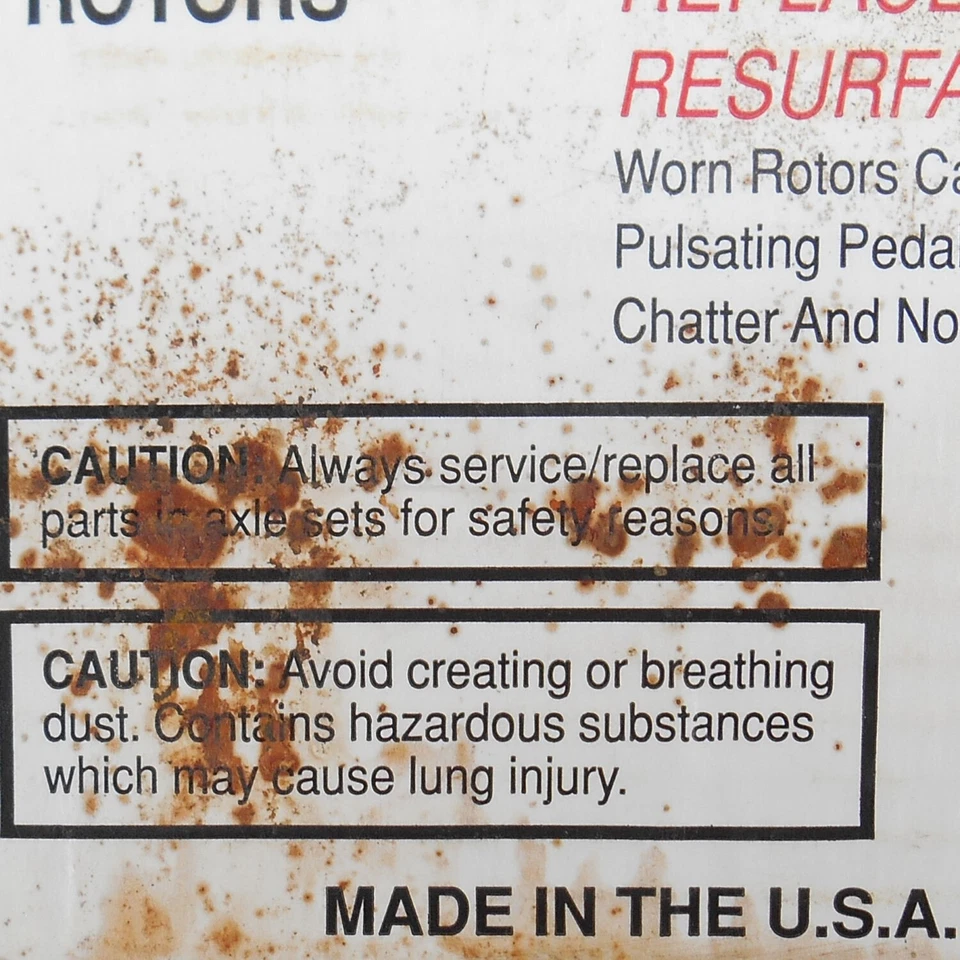 ROTORS
REPLACE
RESURFA
Worn Rotors Ca
Pulsating Peda
Chatter And No
CAUTION: Always service/replace all
parts in axle sets for safety reasons.
CAUTION: Avoid creating or breathing
dust. Contains hazardous substances
which may cause lung injury.
MADE IN THE U.S.A.